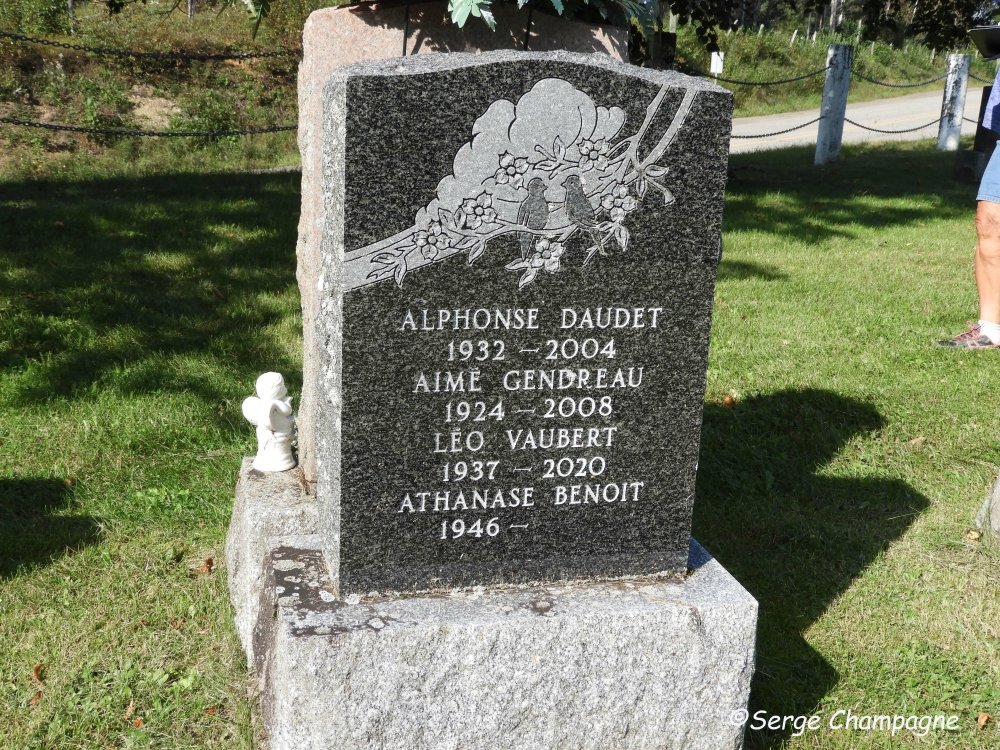 ALPHONSE DAUDET
1932 – 2004
AIMÉ GENDREAU
1924 – 2008
LÉO VAUBERT
1937 – 2020
ATHANASE BENOIT
1946 –
© Serge Champagne